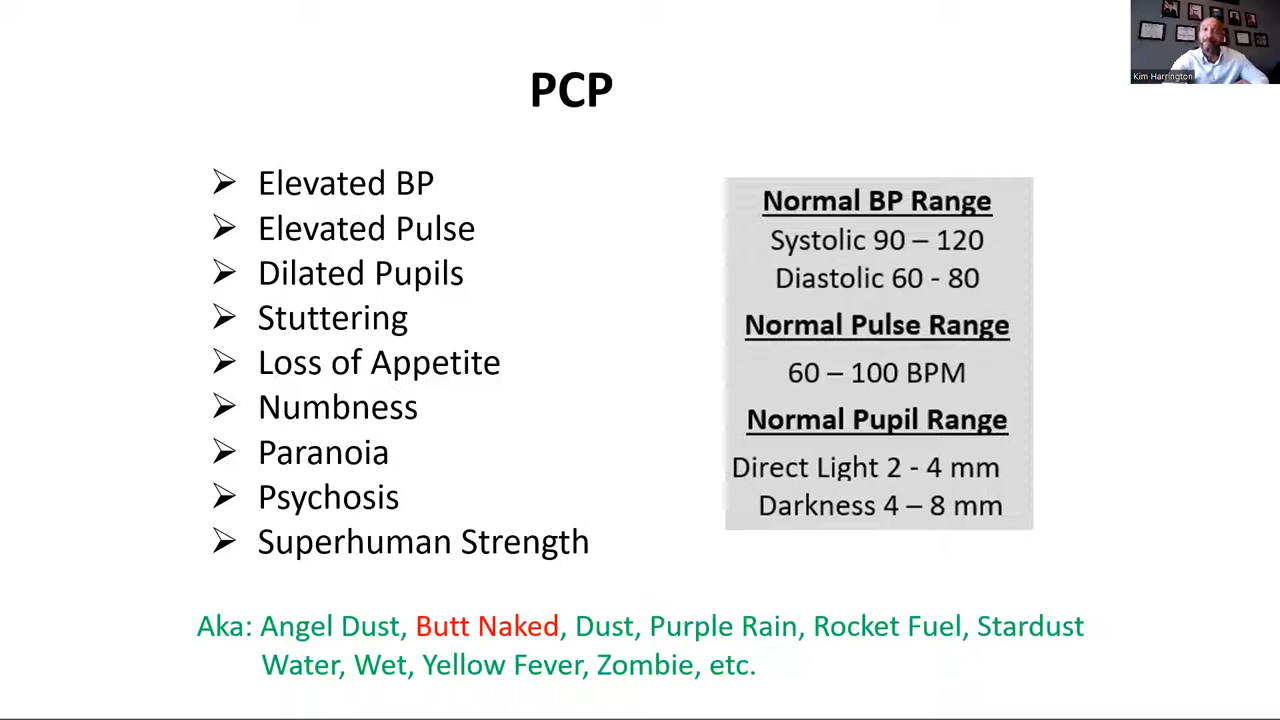 Kim Harrington
PCP
Elevated BP
Elevated Pulse
Dilated Pupils
Stuttering
Loss of Appetite
Numbness
Paranoia
Psychosis
Superhuman Strength
Normal BP Range
Systolic 90 – 120
Diastolic 60 - 80
Normal Pulse Range
60 – 100 BPM
Normal Pupil Range
Direct Light 2 - 4 mm
Darkness 4 – 8 mm
Aka: Angel Dust, Butt Naked, Dust, Purple Rain, Rocket Fuel, Stardust
Water, Wet, Yellow Fever, Zombie, etc.